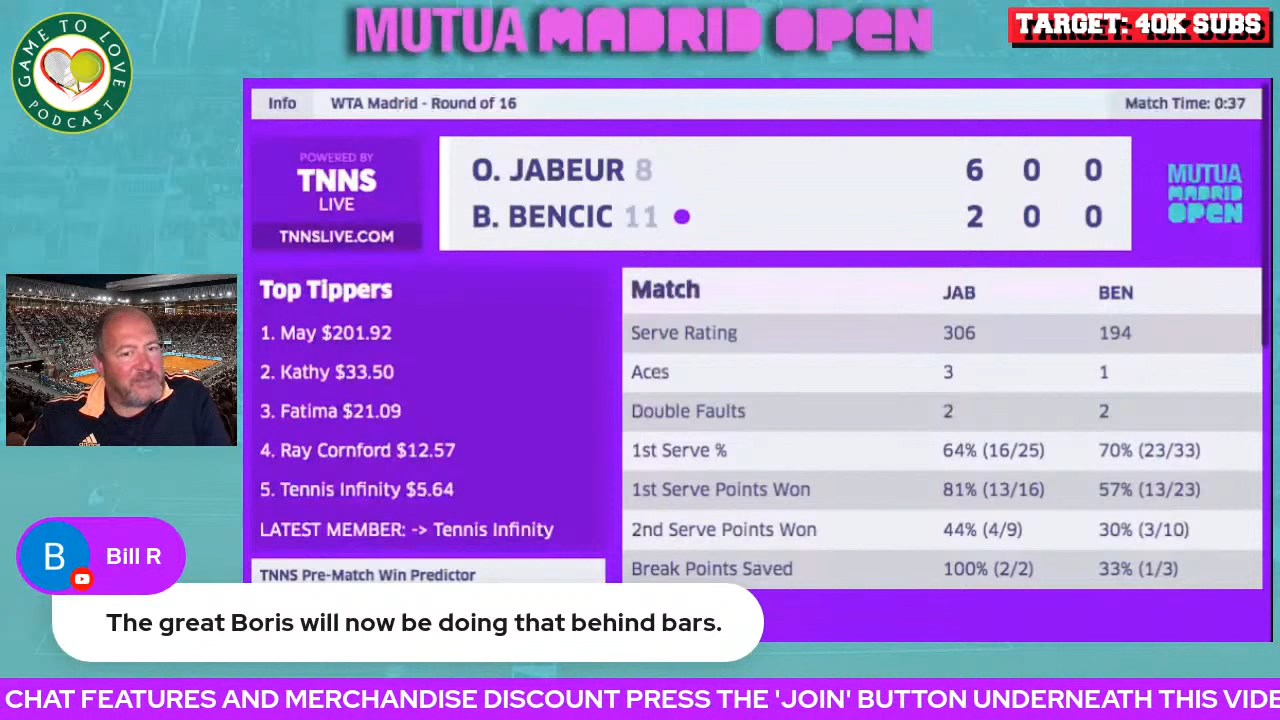 GAME TO LOVE
PODCAST
MUTUA MADRID OPEN
TARGET: 40K SUBS
Info WTA Madrid - Round of 16 Match Time: 0:37
POWERED BY
TNNS
LIVE
TNNSLIVE.COM
O. JABEUR 8 6 0 0
B. BENCIC 11 2 0 0
MUTUA
MADRID
OPEN
Top Tippers
1. May $201.92
2. Kathy $33.50
3. Fatima $21.09
4. Ray Cornford $12.57
5. Tennis Infinity $5.64
LATEST MEMBER: -> Tennis Infinity
TNNS Pre-Match Win Predictor
Match JAB BEN
Serve Rating 306 194
Aces 3 1
Double Faults 2 2
1st Serve % 64% (16/25) 70% (23/33)
1st Serve Points Won 81% (13/16) 57% (13/23)
2nd Serve Points Won 44% (4/9) 30% (3/10)
Break Points Saved 100% (2/2) 33% (1/3)
B Bill R
The great Boris will now be doing that behind bars.
CHAT FEATURES AND MERCHANDISE DISCOUNT PRESS THE 'JOIN' BUTTON UNDERNEATH THIS VIDE